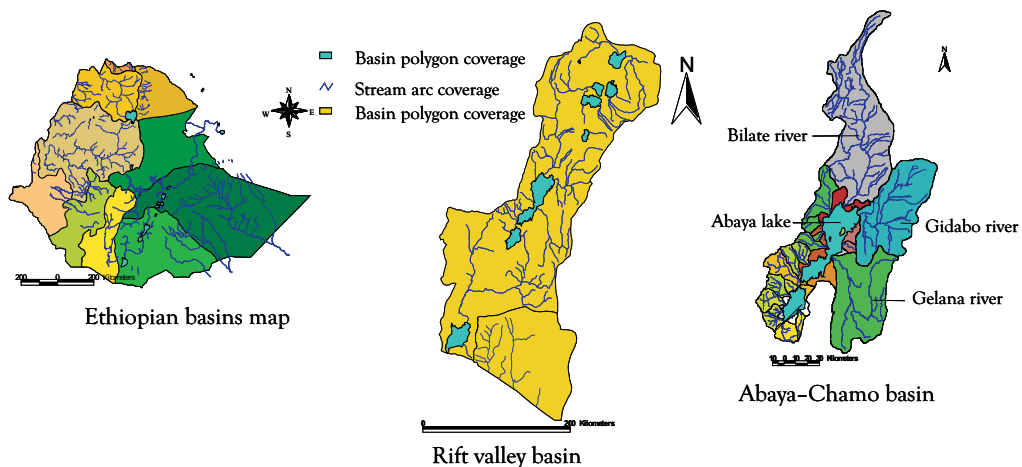 Basin polygon coverage
Stream arc coverage
Basin polygon coverage
N
W E
S
200 0 200 Kilometers
Ethiopian basins map
N
0 200 Kilometers
Rift valley basin
N
Bilate river
Abaya lake
Gidabo river
Gelana river
10 0 10 20 30 Kilometers
Abaya-Chamo basin